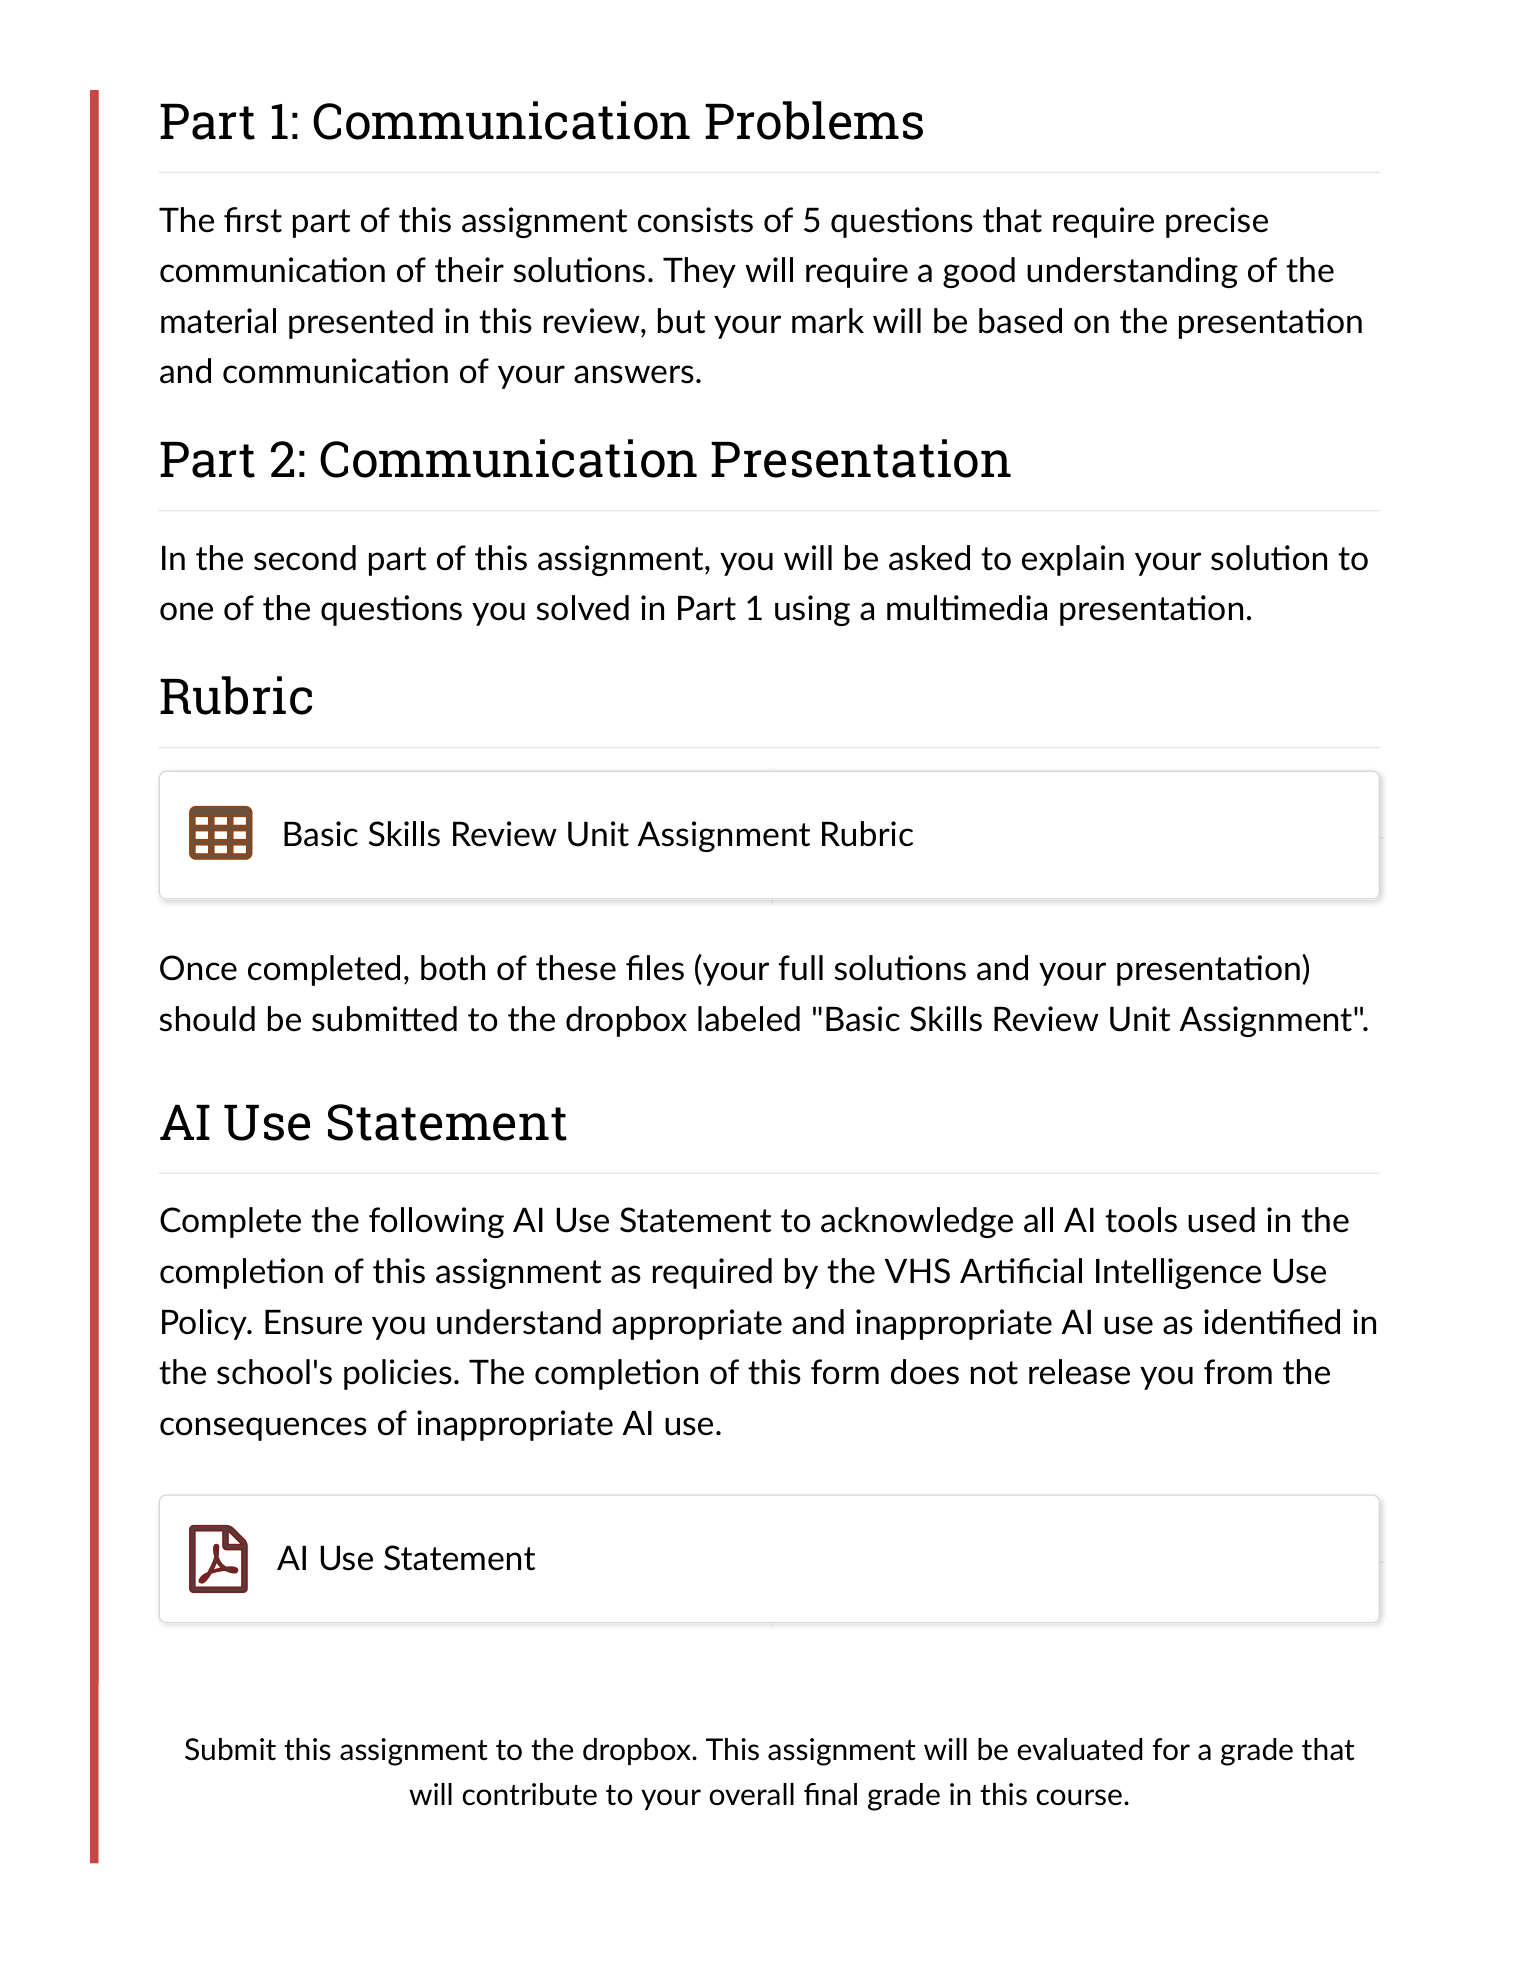 Part 1: Communication Problems
The first part of this assignment consists of 5 questions that require precise
communication of their solutions. They will require a good understanding of the
material presented in this review, but your mark will be based on the presentation
and communication of your answers.
Part 2: Communication Presentation
In the second part of this assignment, you will be asked to explain your solution to
one of the questions you solved in Part 1 using a multimedia presentation.
Rubric
Basic Skills Review Unit Assignment Rubric
Once completed, both of these files (your full solutions and your presentation)
should be submitted to the dropbox labeled "Basic Skills Review Unit Assignment".
AI Use Statement
Complete the following AI Use Statement to acknowledge all AI tools used in the
completion of this assignment as required by the VHS Artificial Intelligence Use
Policy. Ensure you understand appropriate and inappropriate AI use as identified in
the school's policies. The completion of this form does not release you from the
consequences of inappropriate AI use.
AI Use Statement
Submit this assignment to the dropbox. This assignment will be evaluated for a grade that
will contribute to your overall final grade in this course.